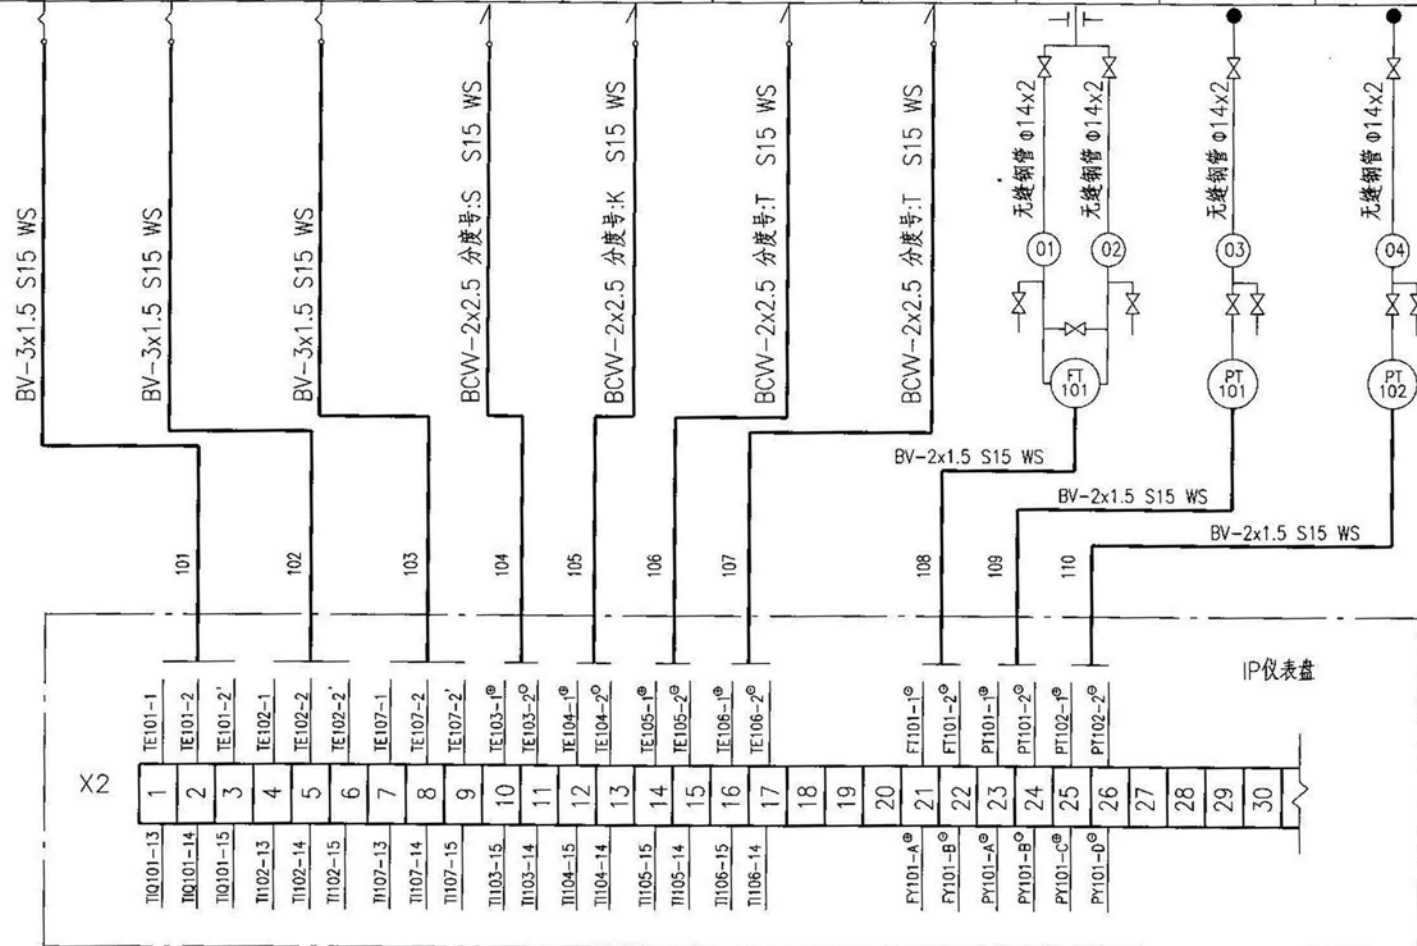 BV-3x1.5 S15 WS
BV-3x1.5 S15 WS
BV-3x1.5 S15 WS
BCVV-2x2.5 分度号:S S15 WS
BCVV-2x2.5 分度号:K S15 WS
BCVV-2x2.5 分度号:T S15 WS
BCVV-2x2.5 分度号:T S15 WS
无缝钢管 Φ14x2
无缝钢管 Φ14x2
无缝钢管 Φ14x2
无缝钢管 Φ14x2
01
02
03
04
FT
101
PT
101
PT
102
BV-2x1.5 S15 WS
BV-2x1.5 S15 WS
BV-2x1.5 S15 WS
101
102
103
104
105
106
107
108
109
110
IP仪表盘
TE101-1
TE101-2
TE101-2'
TE102-1
TE102-2
TE102-2'
TE107-1
TE107-2
TE107-2'
TE103-1⊕
TE103-2⊖
TE104-1⊕
TE104-2⊖
TE105-1⊕
TE105-2⊖
TE106-1⊕
TE106-2⊖
FT101-1⊖
FT101-2⊖
PT101-1⊕
PT101-2⊖
PT102-1⊕
PT102-2⊖
X2
1 2 3 4 5 6 7 8 9 10 11 12 13 14 15 16 17 18 19 20 21 22 23 24 25 26 27 28 29 30
TIQ101-13
TIQ101-14
TIQ101-15
TI102-13
TI102-14
TI102-15
TI107-13
TI107-14
TI107-15
TI103-15
TI103-14
TI104-15
TI104-14
TI105-15
TI105-14
TI106-15
TI106-14
FY101-A⊕
FY101-B⊖
PY101-A⊕
PY101-B⊖
PY101-C⊕
PY101-D⊖